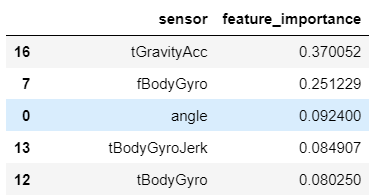 sensor feature_importance
16 tGravityAcc 0.370052
7 fBodyGyro 0.251229
0 angle 0.092400
13 tBodyGyroJerk 0.084907
12 tBodyGyro 0.080250